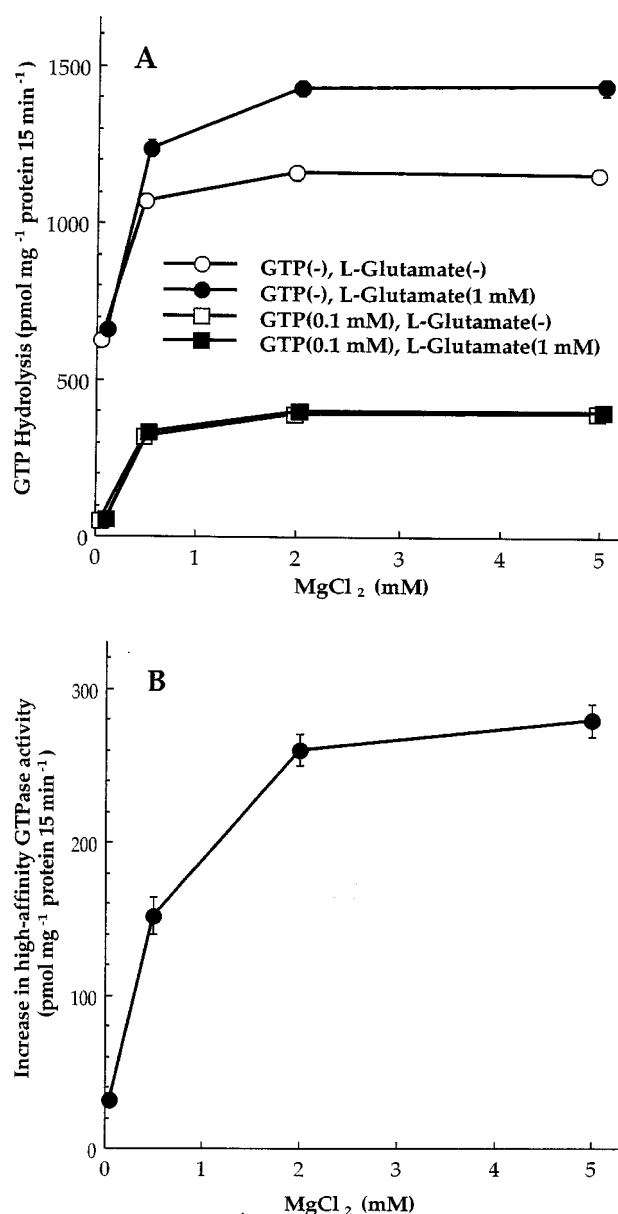 A
GTP Hydrolysis (pmol mg⁻¹ protein 15 min⁻¹)
1500
1000
500
0
GTP(-), L-Glutamate(-)
GTP(-), L-Glutamate(1 mM)
GTP(0.1 mM), L-Glutamate(-)
GTP(0.1 mM), L-Glutamate(1 mM)
0 1 2 3 4 5
MgCl₂ (mM)
B
Increase in high-affinity GTPase activity
(pmol mg⁻¹ protein 15 min⁻¹)
300
200
100
0
0 1 2 3 4 5
MgCl₂ (mM)